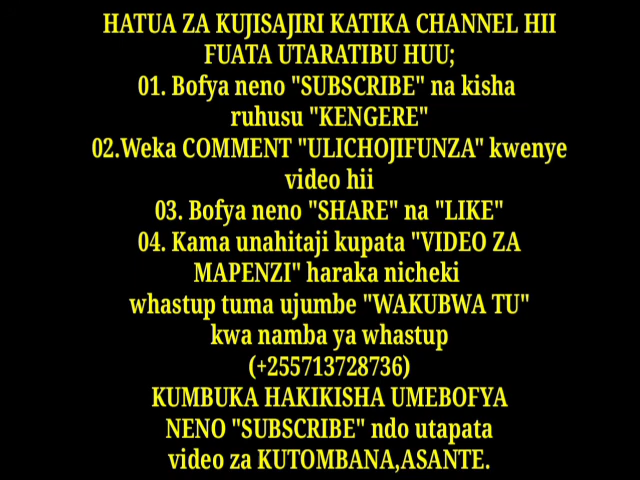 HATUA ZA KUJISAJIRI KATIKA CHANNEL HII
FUATA UTARATIBU HUU;
01. Bofya neno "SUBSCRIBE" na kisha
ruhusu "KENGERE"
02.Weka COMMENT "ULICHOJIFUNZA" kwenye
video hii
03. Bofya neno "SHARE" na "LIKE"
04. Kama unahitaji kupata "VIDEO ZA
MAPENZI" haraka nicheki
whastup tuma ujumbe "WAKUBWA TU"
kwa namba ya whastup
(+255713728736)
KUMBUKA HAKIKISHA UMEBOFYA
NENO "SUBSCRIBE" ndo utapata
video za KUTOMBANA,ASANTE.